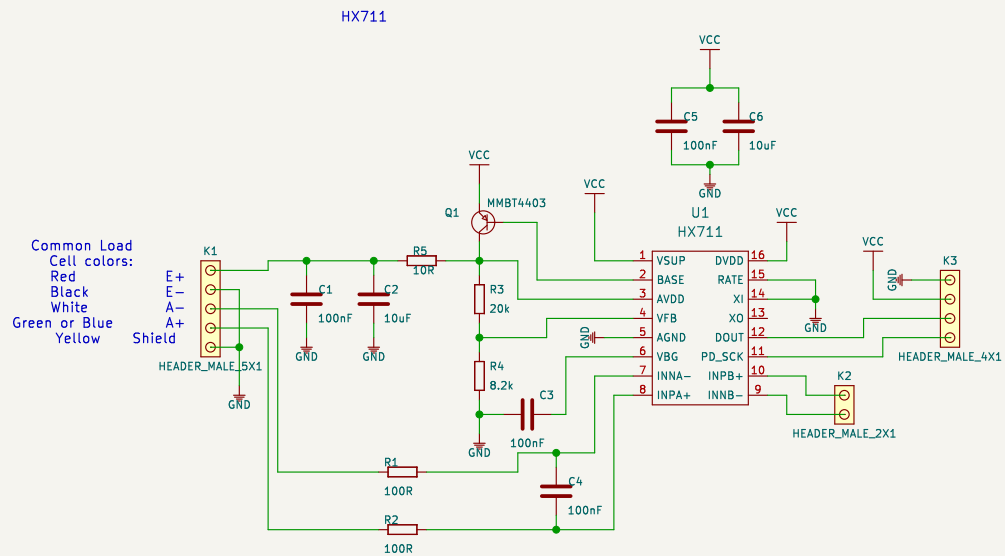 HX711
VCC
C5
C6
100nF
10uF
GND
VCC
Q1
MMBT4403
VCC
U1
HX711
VCC
VCC
Common Load
Cell colors:
Red E+
Black E-
White A-
Green or Blue A+
Yellow Shield
K1
HEADER_MALE_5X1
GND
R5
10R
C1
100nF
GND
C2
10uF
GND
R3
20k
R4
8.2k
GND
C3
100nF
GND
1 VSUP
2 BASE
3 AVDD
4 VFB
5 AGND
6 VBG
7 INNA-
8 INPA+
DVDD 16
RATE 15
XI 14
XO 13
DOUT 12
PD_SCK 11
INPB+ 10
INNB- 9
GND
GND
K3
HEADER_MALE_4X1
K2
HEADER_MALE_2X1
R1
100R
C4
100nF
R2
100R